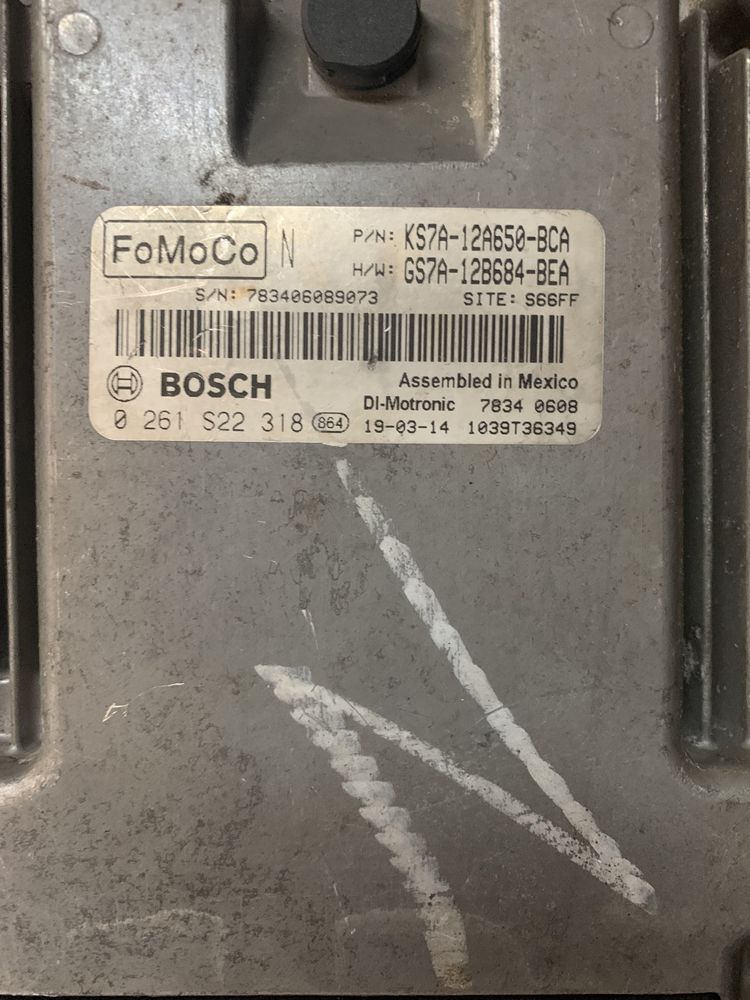 FoMoCo N P/N: KS7A-12A650-BCA
H/W: GS7A-12B684-BEA
S/N: 783406089073 SITE: S66FF
BOSCH Assembled in Mexico
DI-Motronic 7834 0608
0 261 S22 318 864 19-03-14 1039T36349